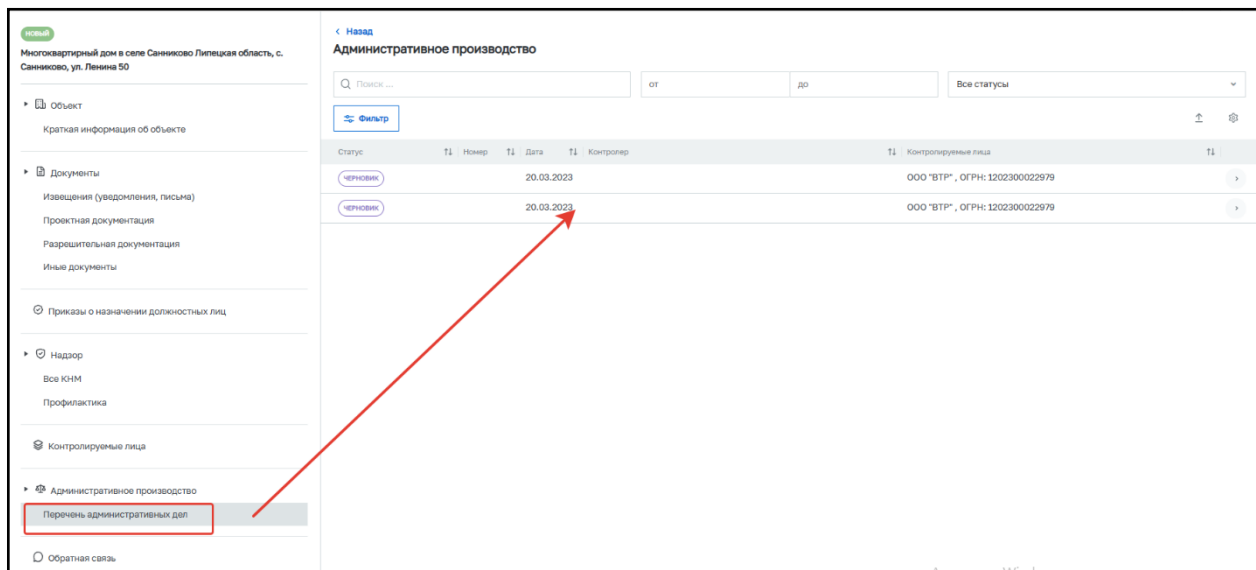 новый
Многоквартирный дом в селе Санниково Липецкая область, с.
Санниково, ул. Ленина 50
Объект
Краткая информация об объекте
Документы
Извещения (уведомления, письма)
Проектная документация
Разрешительная документация
Иные документы
Приказы о назначении должностных лиц
Надзор
Все КНМ
Профилактика
Контролируемые лица
Административное производство
Перечень административных дел
Обратная связь
Назад
Административное производство
Поиск ...
от
до
Все статусы
Фильтр
Статус Номер Дата Контролер Контролируемые лица
ЧЕРНОВИК 20.03.2023 ООО "ВТР" , ОГРН: 1202300022979
ЧЕРНОВИК 20.03.2023 ООО "ВТР" , ОГРН: 1202300022979